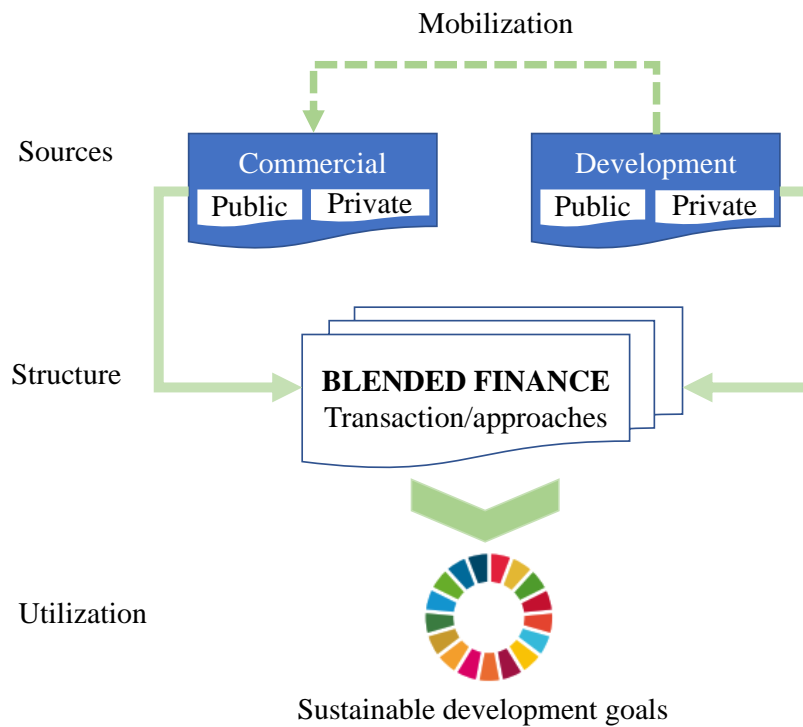 Mobilization
Sources
Commercial
Development
Public
Private
Public
Private
Structure
BLENDED FINANCE
Transaction/approaches
Utilization
Sustainable development goals